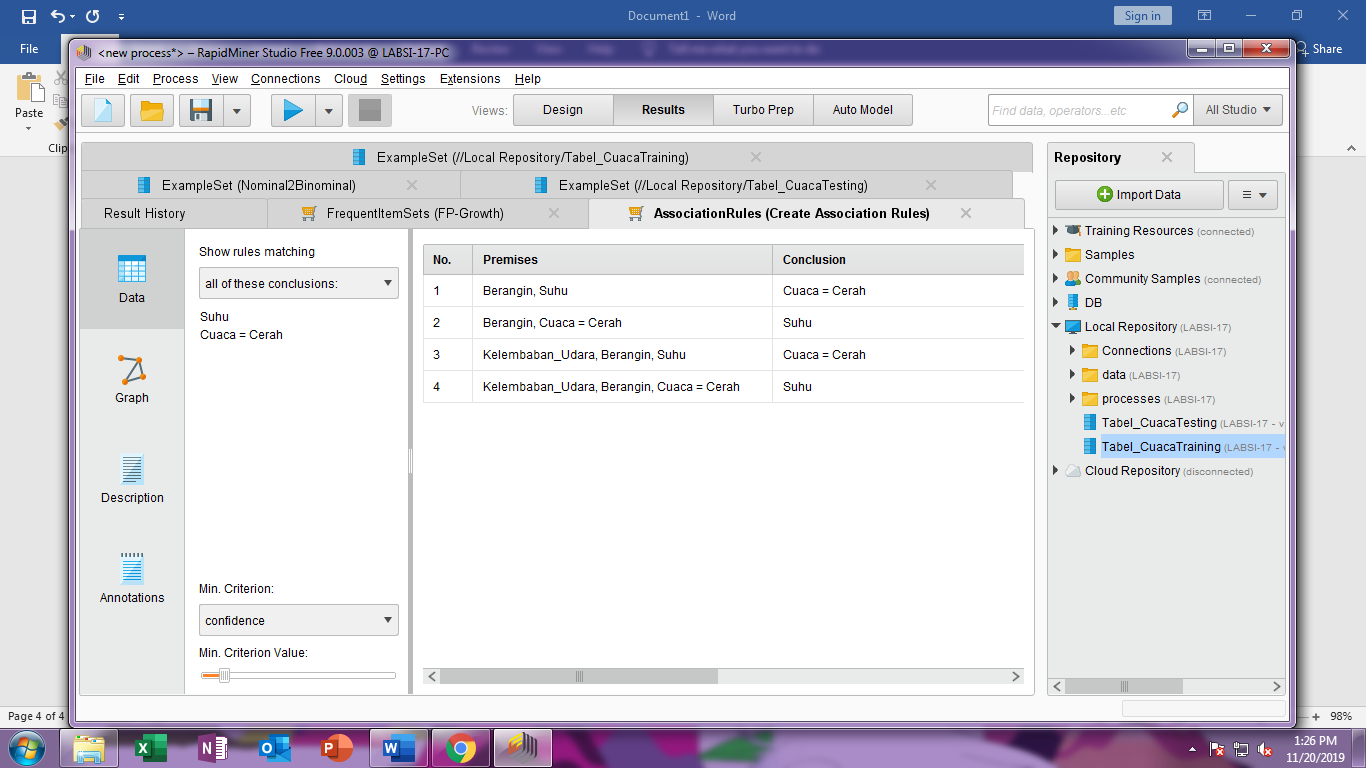 Document1 - Word
Sign in
File
Share
Paste
<new process*> – RapidMiner Studio Free 9.0.003 @ LABSI-17-PC
File Edit Process View Connections Cloud Settings Extensions Help
Views:
Design
Results
Turbo Prep
Auto Model
Find data, operators...etc
All Studio
ExampleSet (///Local Repository/Tabel_CuacaTraining)
ExampleSet (Nominal2Binominal)
ExampleSet (///Local Repository/Tabel_CuacaTesting)
Result History
FrequentItemSets (FP-Growth)
AssociationRules (Create Association Rules)
Data
Graph
Description
Annotations
Show rules matching
all of these conclusions:
Suhu
Cuaca = Cerah
Min. Criterion:
confidence
Min. Criterion Value:
No. Premises Conclusion
1 Berangin, Suhu Cuaca = Cerah
2 Berangin, Cuaca = Cerah Suhu
3 Kelembaban_Udara, Berangin, Suhu Cuaca = Cerah
4 Kelembaban_Udara, Berangin, Cuaca = Cerah Suhu
Repository
Import Data
Training Resources (connected)
Samples
Community Samples (connected)
DB
Local Repository (LABSI-17)
Connections (LABSI-17)
data (LABSI-17)
processes (LABSI-17)
Tabel_CuacaTesting (LABSI-17 - v
Tabel_CuacaTraining (LABSI-17 - v
Cloud Repository (disconnected)
Page 4 of 4
98%
1:26 PM
11/20/2019